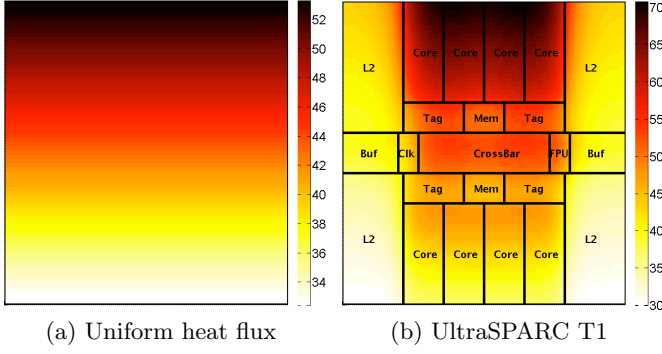 52
50
48
46
44
42
40
38
36
34
70
65
60
55
50
45
40
35
30
L2
Core Core Core Core
L2
Tag Mem Tag
Buf Clk CrossBar FPU Buf
Tag Mem Tag
L2
Core Core Core Core
L2
(a) Uniform heat flux
(b) UltraSPARC T1